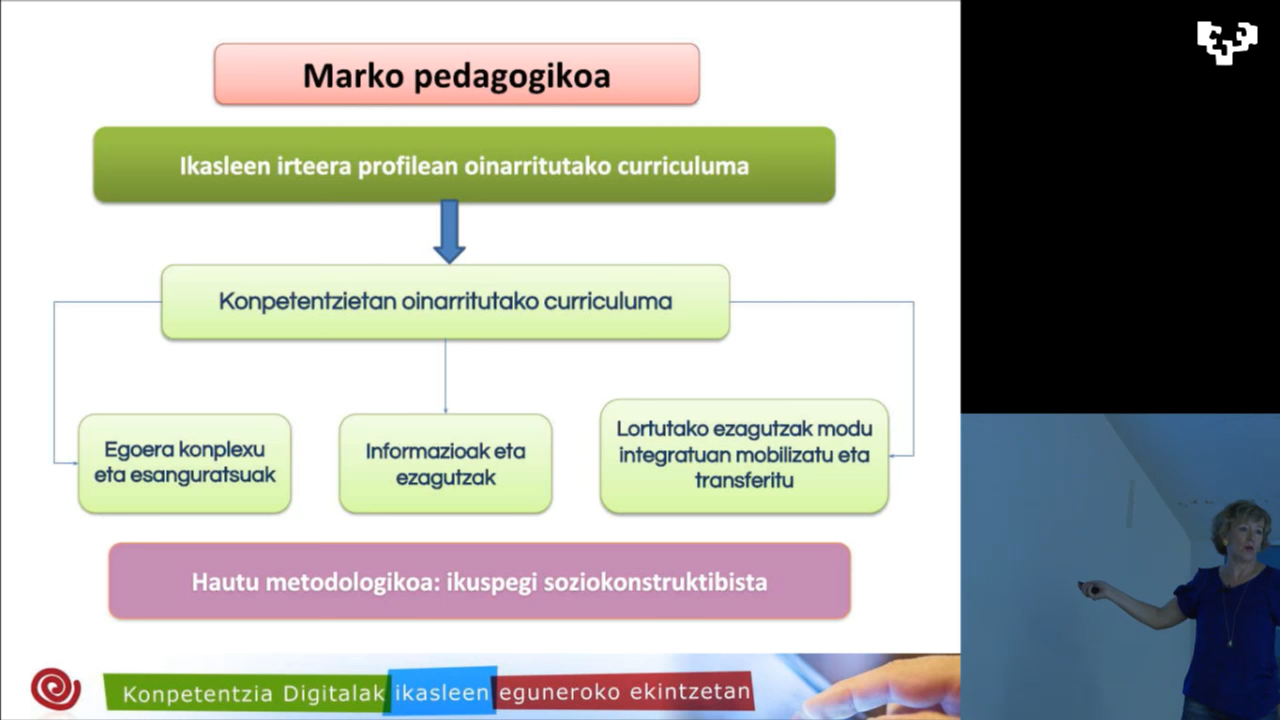 Marko pedagogikoa
Ikasleen irteera profilean oinarritutako curriculuma
Konpetentzietan oinarritutako curriculuma
Egoera konplexu
eta esanguratsuak
Informazioak eta
ezagutzak
Lortutako ezagutzak modu
integratuan mobilizatu eta
transferitu
Hautu metodologikoa: ikuspegi soziokonstruktibista
Konpetentzia Digitalak ikasleen eguneroko ekintzetan